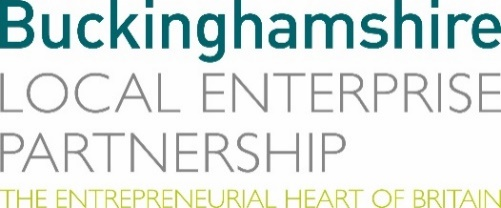 Buckinghamshire
LOCAL ENTERPRISE
PARTNERSHIP
THE ENTREPRENEURIAL HEART OF BRITAIN